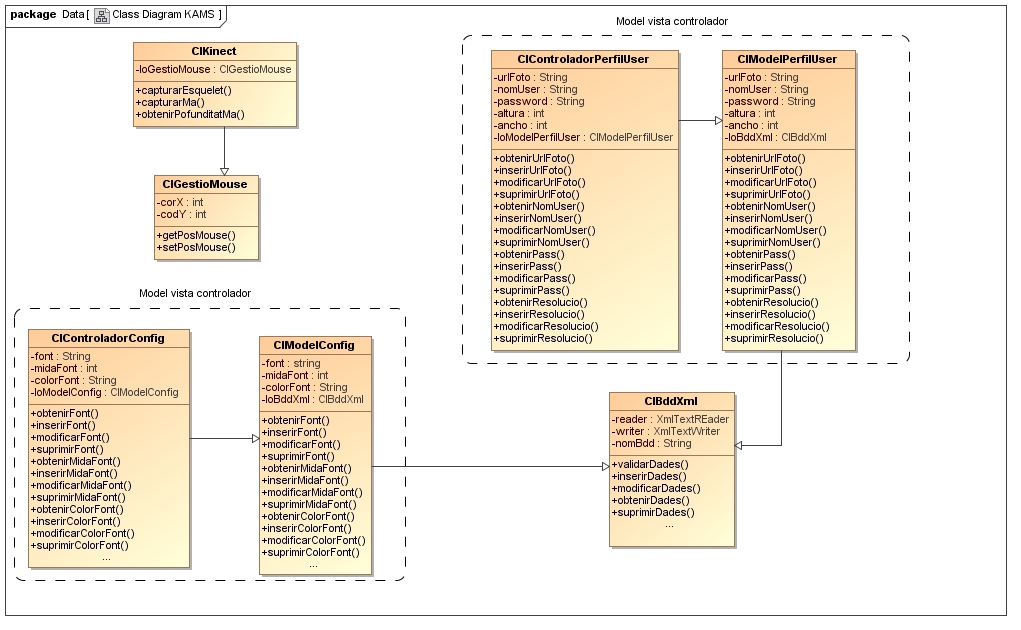 package Data [ Class Diagram KAMS ]
ClKinect
-loGestioMouse : ClGestioMouse
+capturarEsquelet()
+capturarMa()
+obtenirPofunditatMa()
ClGestioMouse
-corX : int
-codY : int
+getPosMouse()
+setPosMouse()
Model vista controlador
ClControladorPerfilUser
-urlFoto : String
-nomUser : String
-password : String
-altura : int
-ancho : int
-loModelPerfilUser : ClModelPerfilUser
+obtenirUrlFoto()
+inserirUrlFoto()
+modificarUrlFoto()
+suprimirUrlFoto()
+obtenirNomUser()
+inserirNomUser()
+modificarNomUser()
+suprimirNomUser()
+obtenirPass()
+inserirPass()
+modificarPass()
+suprimirPass()
+obtenirResolucio()
+inserirResolucio()
+modificarResolucio()
+suprimirResolucio()
ClModelPerfilUser
-urlFoto : String
-nomUser : String
-password : String
-altura : int
-ancho : int
-loBddXml : ClBddXml
+obtenirUrlFoto()
+inserirUrlFoto()
+modificarUrlFoto()
+suprimirUrlFoto()
+obtenirNomUser()
+inserirNomUser()
+modificarNomUser()
+suprimirNomUser()
+obtenirPass()
+inserirPass()
+modificarPass()
+suprimirPass()
+obtenirResolucio()
+inserirResolucio()
+modificarResolucio()
+suprimirResolucio()
Model vista controlador
ClControladorConfig
-font : String
-midaFont : int
-colorFont : String
-loModelConfig : ClModelConfig
+obtenirFont()
+inserirFont()
+modificarFont()
+suprimirFont()
+obtenirMidaFont()
+inserirMidaFont()
+modificarMidaFont()
+suprimirMidaFont()
+obtenirColorFont()
+inserirColorFont()
+modificarColorFont()
+suprimirColorFont()
...
ClModelConfig
-font : string
-midaFont : int
-colorFont : String
-loBddXml : ClBddXml
+obtenirFont()
+inserirFont()
+modificarFont()
+suprimirFont()
+obtenirMidaFont()
+inserirMidaFont()
+modificarMidaFont()
+suprimirMidaFont()
+obtenirColorFont()
+inserirColorFont()
+modificarColorFont()
+suprimirColorFont()
...
ClBddXml
-reader : XmlTextREader
-writer : XmlTextWriter
-nomBdd : String
+validarDades()
+inserirDades()
+modificarDades()
+obtenirDades()
+suprimirDades()
...